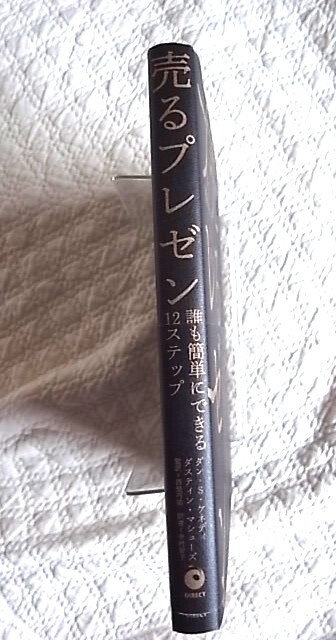 売るプレゼン
誰も簡単にできる
12ステップ
ダン・S・ケネディ
ダスティン・マシューズ
DIRECT